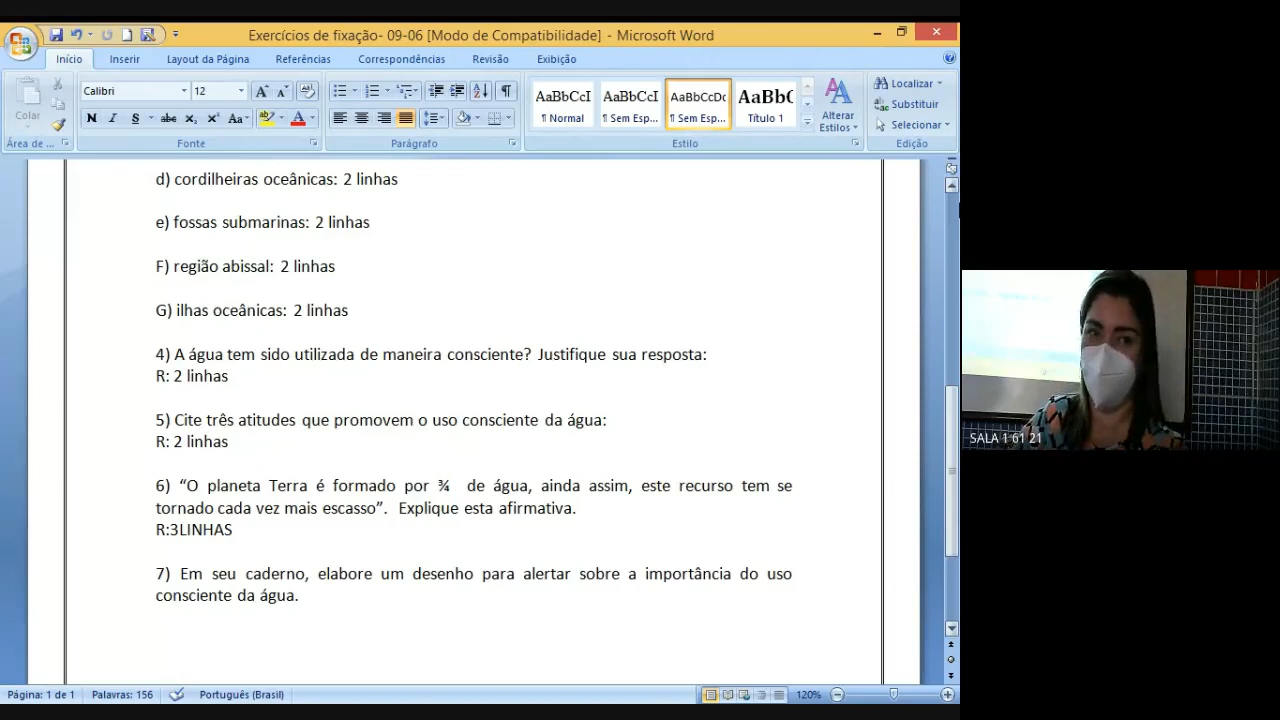 Exercícios de fixação- 09-06 [Modo de Compatibilidade] - Microsoft Word
Início Inserir Layout da Página Referências Correspondências Revisão Exibição
Calibri 12
Localizar
Substituir
Selecionar
Colar
N I S abc x₂ x² Aa
AaBbCcI AaBbCcI AaBbCcDc AaBb(
¶ Normal ¶ Sem Esp... ¶ Sem Esp... Título 1
Alterar
Estilos
Área de ... Fonte Parágrafo Estilo Edição
d) cordilheiras oceânicas: 2 linhas
e) fossas submarinas: 2 linhas
F) região abissal: 2 linhas
G) ilhas oceânicas: 2 linhas
4) A água tem sido utilizada de maneira consciente? Justifique sua resposta:
R: 2 linhas
5) Cite três atitudes que promovem o uso consciente da água:
R: 2 linhas
6) “O planeta Terra é formado por ¾ de água, ainda assim, este recurso tem se
tornado cada vez mais escasso”. Explique esta afirmativa.
R:3LINHAS
7) Em seu caderno, elabore um desenho para alertar sobre a importância do uso
consciente da água.
SALA 1 61 21
Página: 1 de 1 Palavras: 156 Português (Brasil) 120%